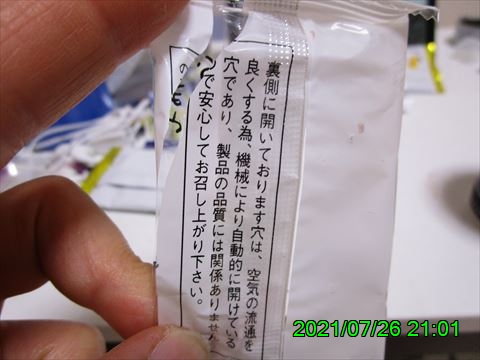 裏側に開いております穴は、空気の流通を
良くする為、機械により自動的に開けている
穴であり、製品の品質には関係ありません
ので安心してお召し上がり下さい。
2021/07/26 21:01